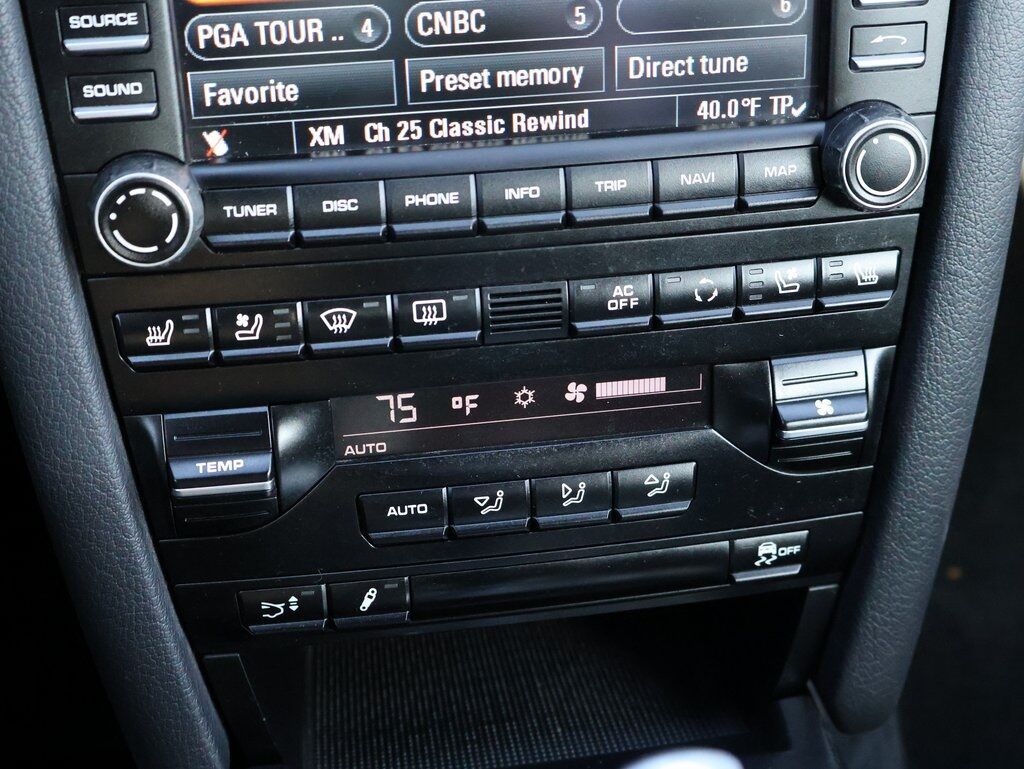 SOURCE
PGA TOUR .. 4
CNBC 5
6
SOUND
Favorite
Preset memory
Direct tune
XM Ch 25 Classic Rewind
40.0°F TP
TUNER
DISC
PHONE
INFO
TRIP
NAVI
MAP
AC
OFF
75 °F
AUTO
TEMP
AUTO
OFF